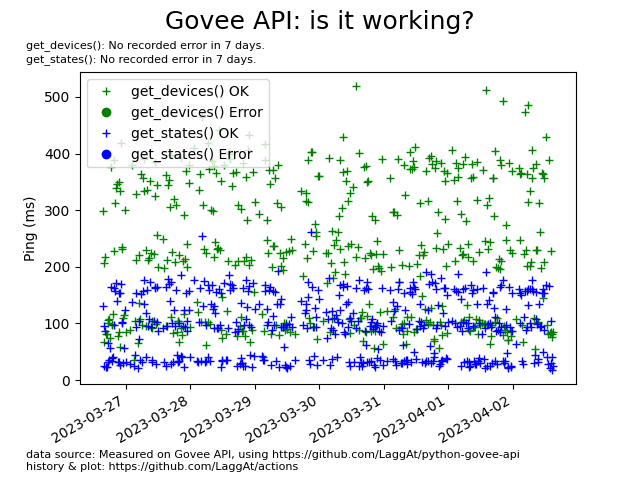 Govee API: is it working?
get_devices(): No recorded error in 7 days.
get_states(): No recorded error in 7 days.
get_devices() OK
get_devices() Error
get_states() OK
get_states() Error
Ping (ms)
500
400
300
200
100
0
2023-03-27
2023-03-28
2023-03-29
2023-03-30
2023-03-31
2023-04-01
2023-04-02
data source: Measured on Govee API, using https://github.com/LaggAt/python-govee-api
history & plot: https://github.com/LaggAt/actions